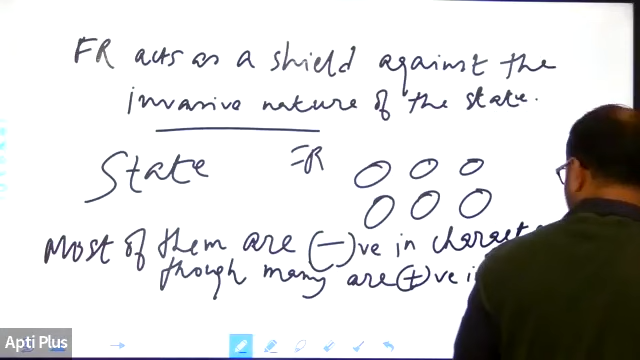 FR acts as a shield against the
invasive nature of the state.
State FR
Most of them are (-)ve in charact
though many are (+)ve i
Apti Plus